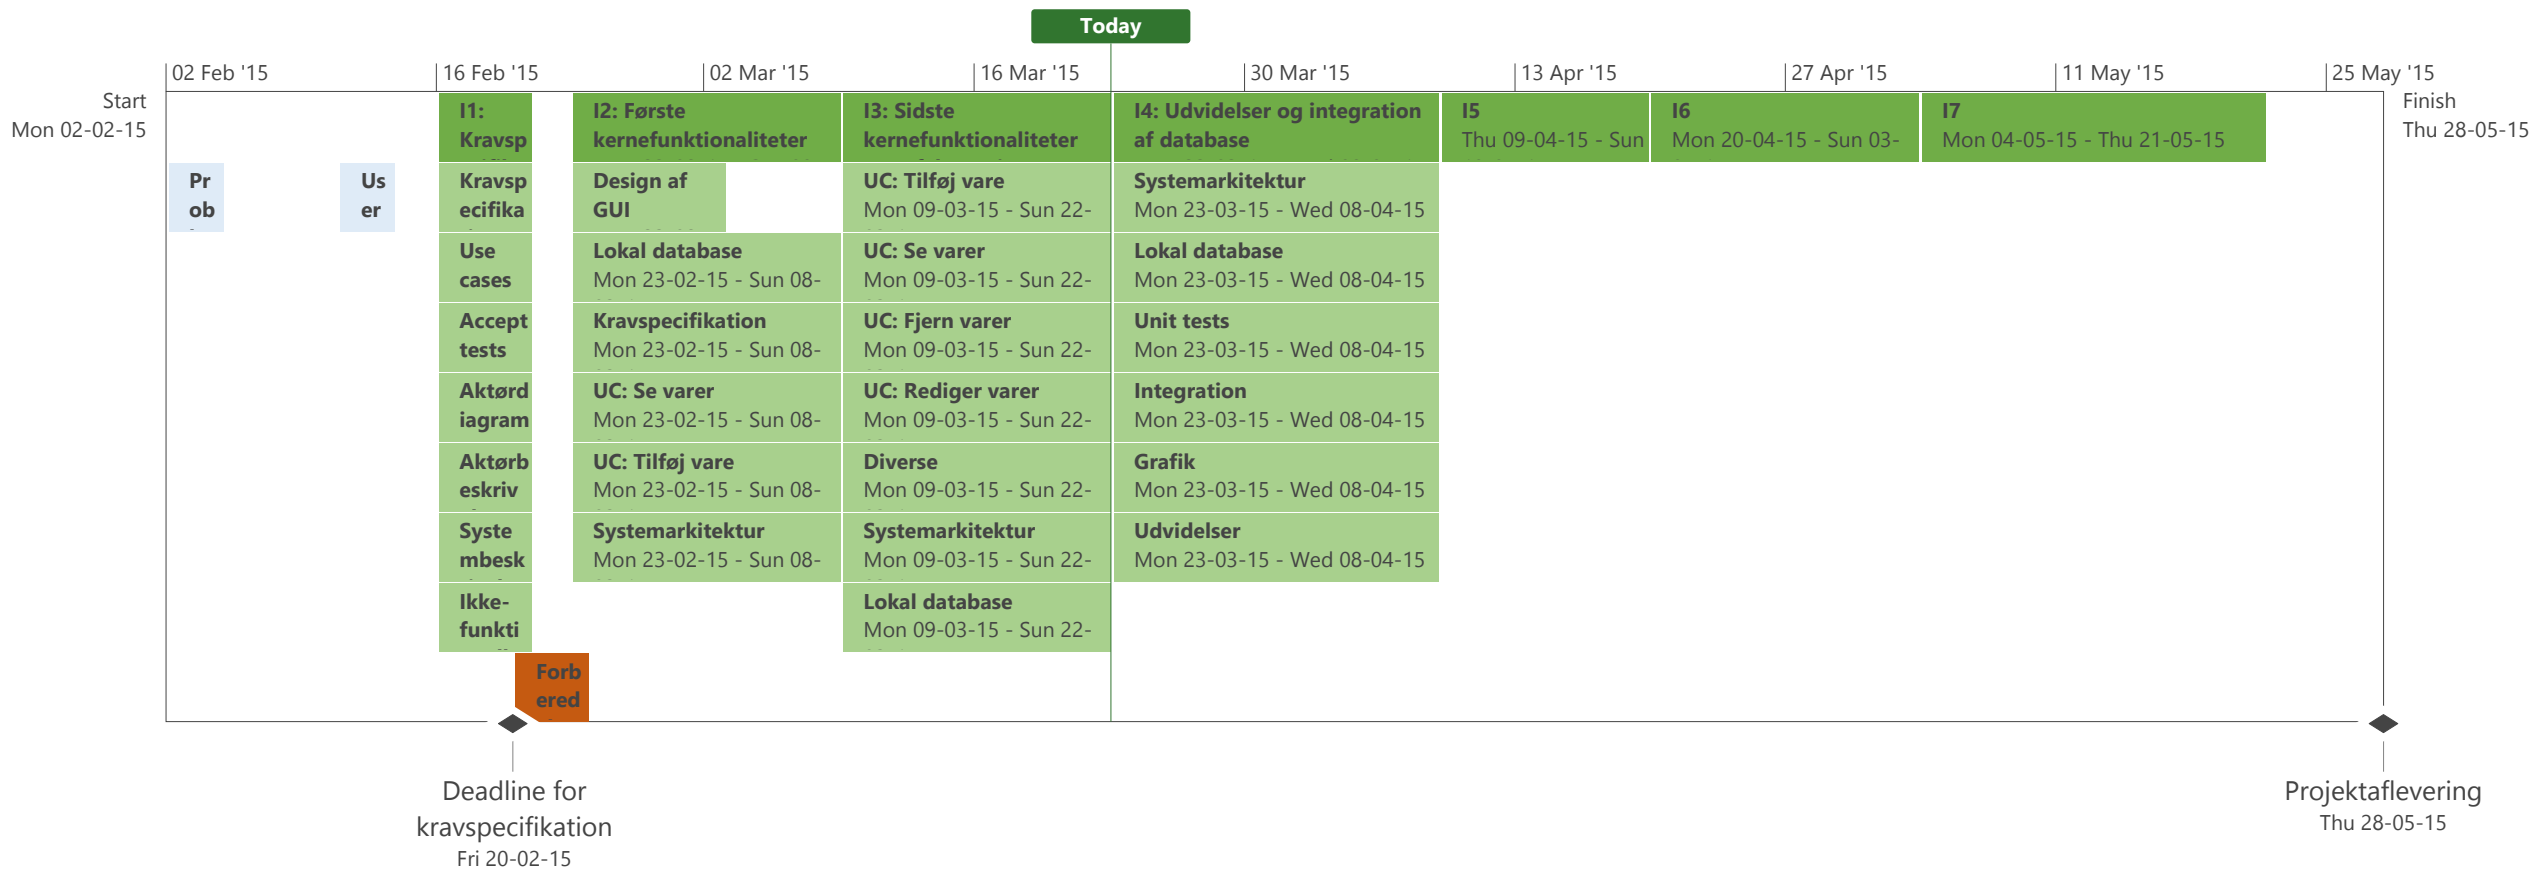 Today
02 Feb '15
16 Feb '15
02 Mar '15
16 Mar '15
30 Mar '15
13 Apr '15
27 Apr '15
11 May '15
25 May '15
Start
Mon 02-02-15
Finish
Thu 28-05-15
I1:
Kravsp
I2: Første
kernefunktionaliteter
I3: Sidste
kernefunktionaliteter
I4: Udvidelser og integration
af database
I5
Thu 09-04-15 - Sun
I6
Mon 20-04-15 - Sun 03-
I7
Mon 04-05-15 - Thu 21-05-15
Pr
ob
Us
er
Kravsp
ecifika
Design af
GUI
UC: Tilføj vare
Mon 09-03-15 - Sun 22-
Systemarkitektur
Mon 23-03-15 - Wed 08-04-15
Use
cases
Lokal database
Mon 23-02-15 - Sun 08-
UC: Se varer
Mon 09-03-15 - Sun 22-
Lokal database
Mon 23-03-15 - Wed 08-04-15
Accept
tests
Kravspecifikation
Mon 23-02-15 - Sun 08-
UC: Fjern varer
Mon 09-03-15 - Sun 22-
Unit tests
Mon 23-03-15 - Wed 08-04-15
Aktørd
iagram
UC: Se varer
Mon 23-02-15 - Sun 08-
UC: Rediger varer
Mon 09-03-15 - Sun 22-
Integration
Mon 23-03-15 - Wed 08-04-15
Aktørb
eskriv
UC: Tilføj vare
Mon 23-02-15 - Sun 08-
Diverse
Mon 09-03-15 - Sun 22-
Grafik
Mon 23-03-15 - Wed 08-04-15
Syste
mbesk
Systemarkitektur
Mon 23-02-15 - Sun 08-
Systemarkitektur
Mon 09-03-15 - Sun 22-
Udvidelser
Mon 23-03-15 - Wed 08-04-15
Ikke-
funkti
Lokal database
Mon 09-03-15 - Sun 22-
Forb
ered
Deadline for
kravspecifikation
Fri 20-02-15
Projektaflevering
Thu 28-05-15